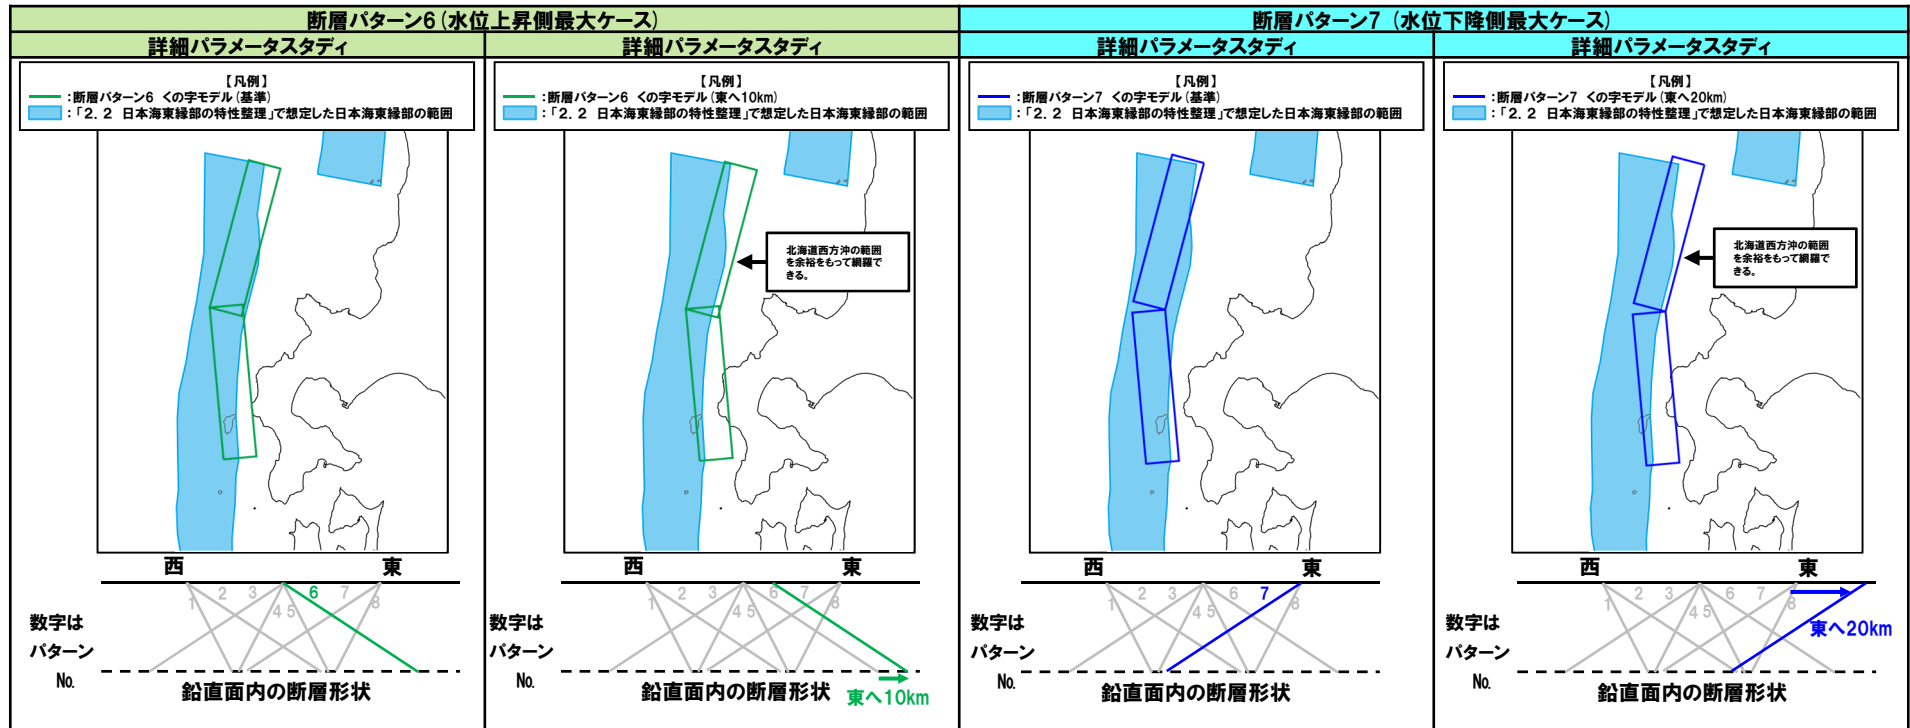 断層パターン6(水位上昇側最大ケース)
断層パターン7 (水位下降側最大ケース)
詳細パラメータスタディ
詳細パラメータスタディ
詳細パラメータスタディ
詳細パラメータスタディ
【凡例】
:断層パターン6 くの字モデル(基準)
:「2.2 日本海東縁部の特性整理」で想定した日本海東縁部の範囲
西
東
1
2
3
4
5
6
7
8
数字は
パターン
No.
鉛直面内の断層形状
【凡例】
:断層パターン6 くの字モデル(東へ10km)
:「2.2 日本海東縁部の特性整理」で想定した日本海東縁部の範囲
北海道西方沖の範囲
を余裕をもって網羅で
きる。
西
東
1
2
3
4
5
6
7
8
数字は
パターン
No.
鉛直面内の断層形状
東へ10km
【凡例】
:断層パターン7 くの字モデル(基準)
:「2.2 日本海東縁部の特性整理」で想定した日本海東縁部の範囲
西
東
1
2
3
4
5
6
7
8
数字は
パターン
No.
鉛直面内の断層形状
【凡例】
:断層パターン7 くの字モデル(東へ20km)
:「2.2 日本海東縁部の特性整理」で想定した日本海東縁部の範囲
北海道西方沖の範囲
を余裕をもって網羅で
きる。
西
東
1
2
3
4
5
6
7
8
東へ20km
数字は
パターン
No.
鉛直面内の断層形状